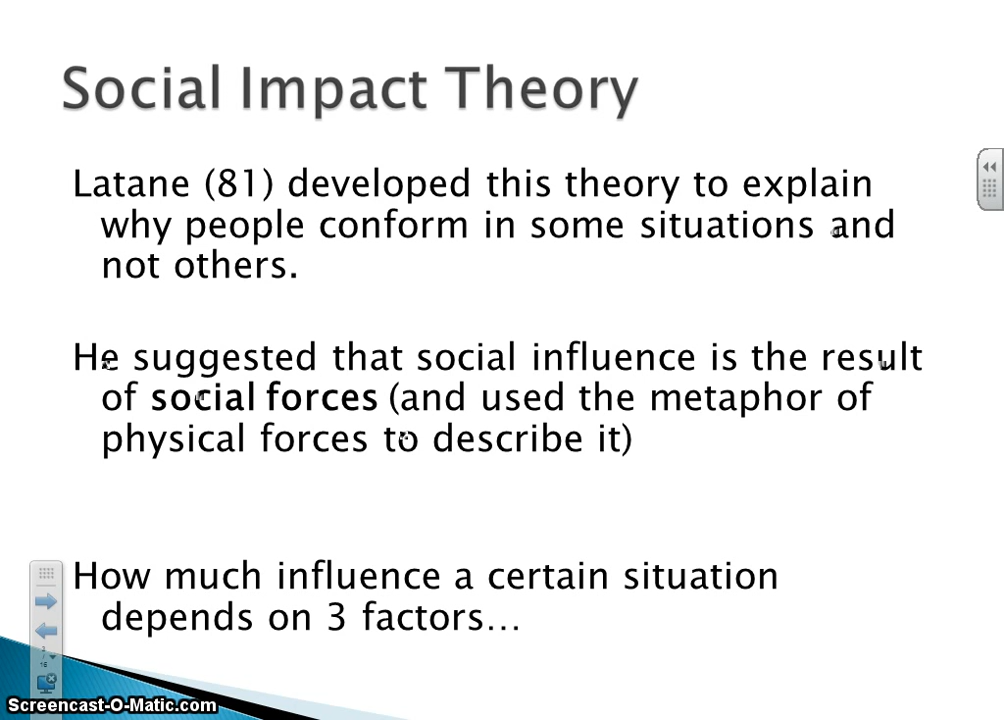 Social Impact Theory
Latane (81) developed this theory to explain
why people conform in some situations and
not others.
He suggested that social influence is the result
of social forces (and used the metaphor of
physical forces to describe it)
How much influence a certain situation
depends on 3 factors…
1
/
16
Screencast-O-Matic.com